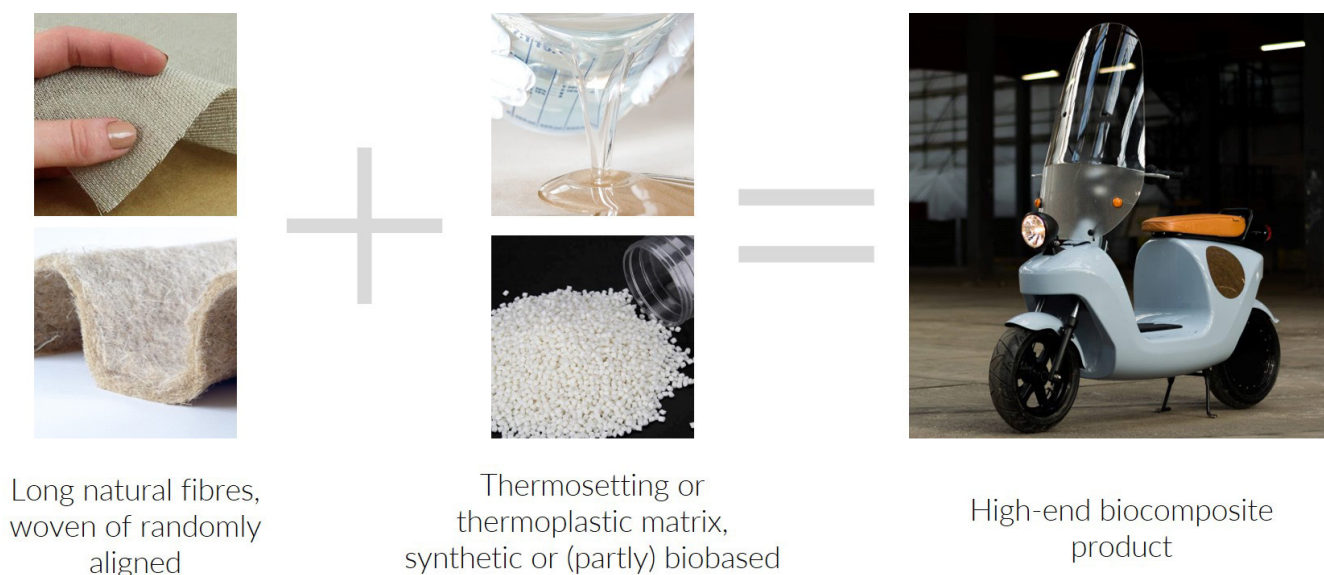 Long natural fibres,
woven of randomly
aligned
Thermosetting or
thermoplastic matrix,
synthetic or (partly) biobased
High-end biocomposite
product